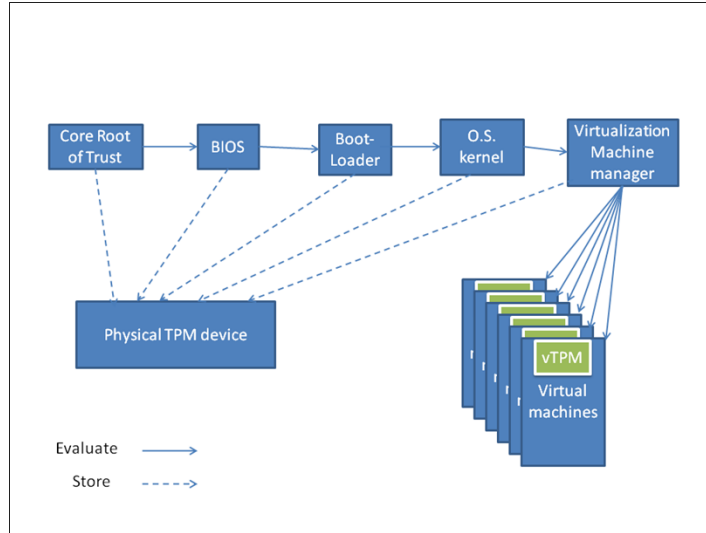 Core Root
of Trust
BIOS
Boot-
Loader
O.S.
kernel
Virtualization
Machine
manager
Physical TPM device
vTPM
Virtual
machines
Evaluate
Store